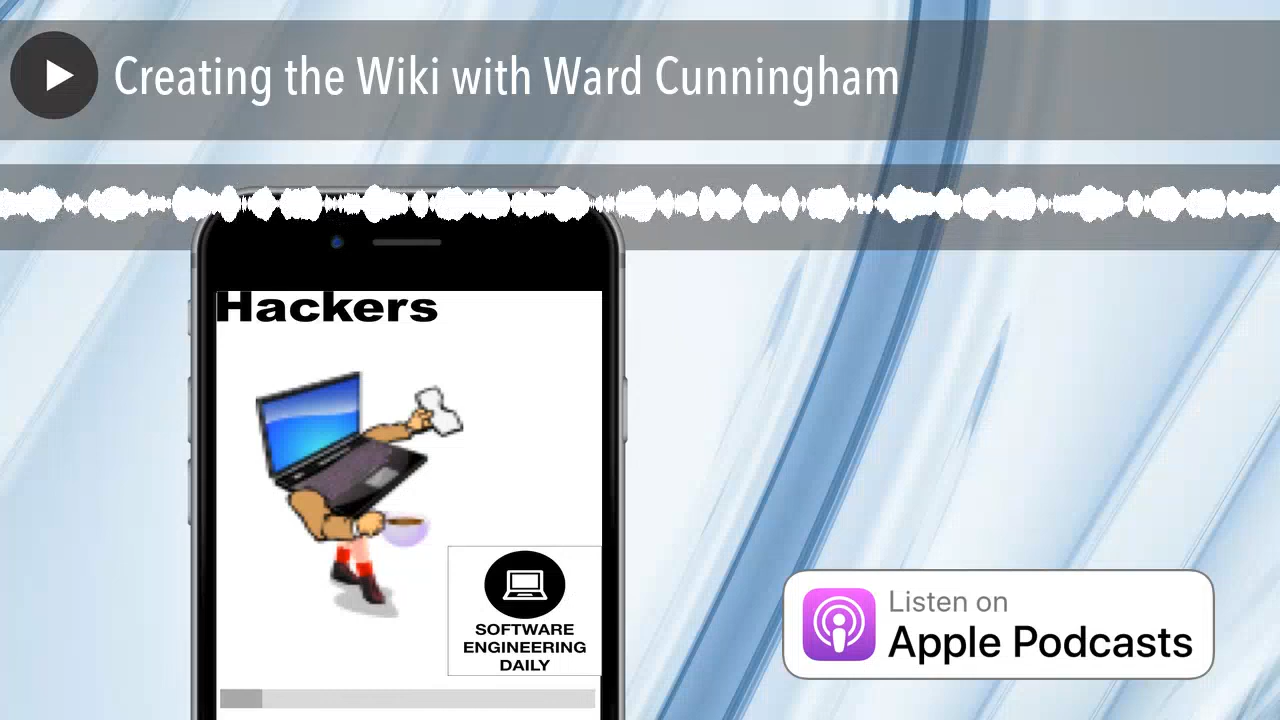 Creating the Wiki with Ward Cunningham
Hackers
SOFTWARE
ENGINEERING
DAILY
Listen on
Apple Podcasts